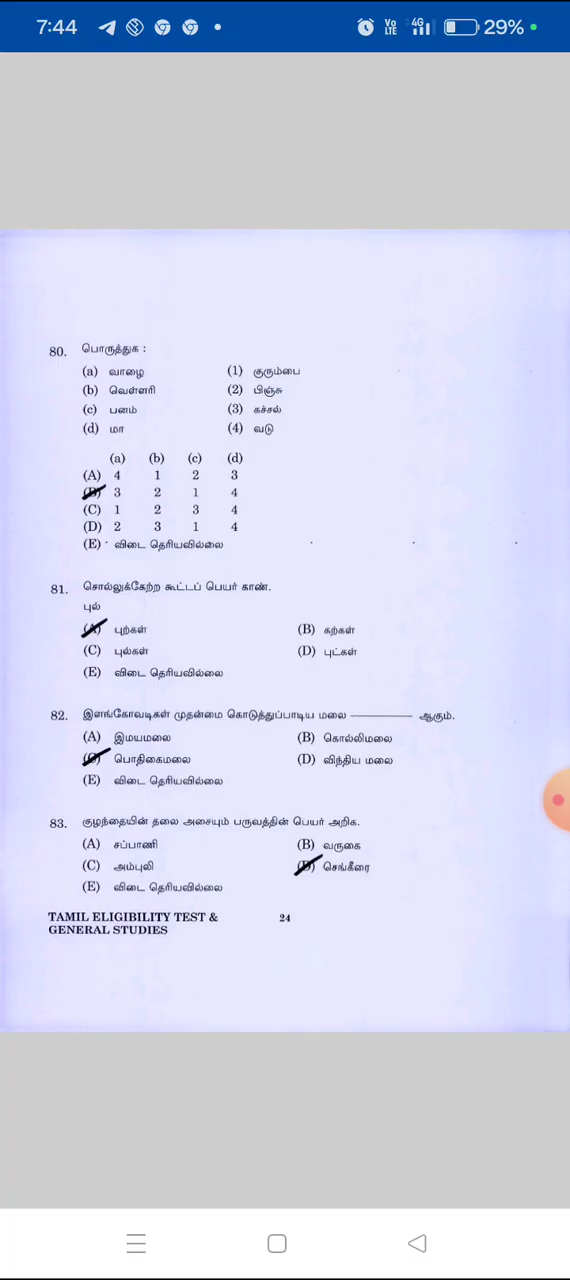 7:44
Vo LTE 4G 29%
80. பொருத்துக :
(a) வாழை (1) குரும்பை
(b) வெள்ளரி (2) பிஞ்சு
(c) பனம் (3) கச்சல்
(d) மா (4) வடு
(a) (b) (c) (d)
(A) 4 1 2 3
(B) 3 2 1 4
(C) 1 2 3 4
(D) 2 3 1 4
(E) விடை தெரியவில்லை
81. சொல்லுக்கேற்ற கூட்டப் பெயர் காண்.
புல்
(A) புற்கள் (B) கற்கள்
(C) புல்கள் (D) புட்கள்
(E) விடை தெரியவில்லை
82. இளங்கோவடிகள் முதன்மை கொடுத்துப்பாடிய மலை ———— ஆகும்.
(A) இமயமலை (B) கொல்லிமலை
(C) பொதிகைமலை (D) விந்திய மலை
(E) விடை தெரியவில்லை
83. குழந்தையின் தலை அசையும் பருவத்தின் பெயர் அறிக.
(A) சப்பாணி (B) வருகை
(C) அம்புலி (D) செங்கீரை
(E) விடை தெரியவில்லை
TAMIL ELIGIBILITY TEST & 24
GENERAL STUDIES